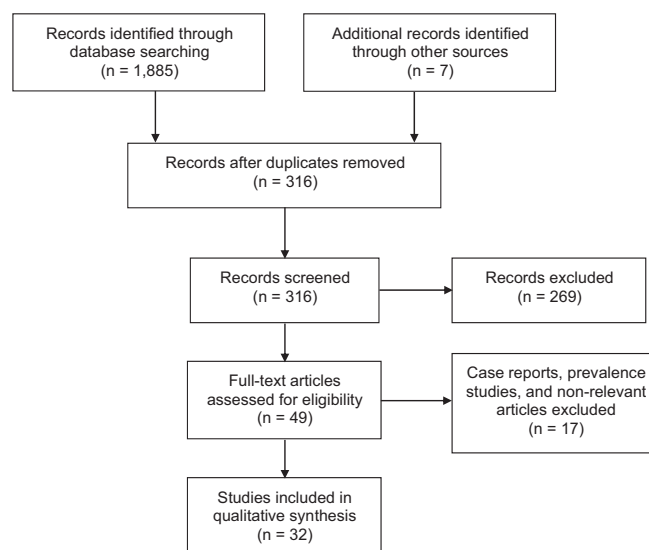 Records identified through
database searching
(n = 1,885)
Additional records identified
through other sources
(n = 7)
Records after duplicates removed
(n = 316)
Records screened
(n = 316)
Records excluded
(n = 269)
Full-text articles
assessed for eligibility
(n = 49)
Case reports, prevalence
studies, and non-relevant
articles excluded
(n = 17)
Studies included in
qualitative synthesis
(n = 32)